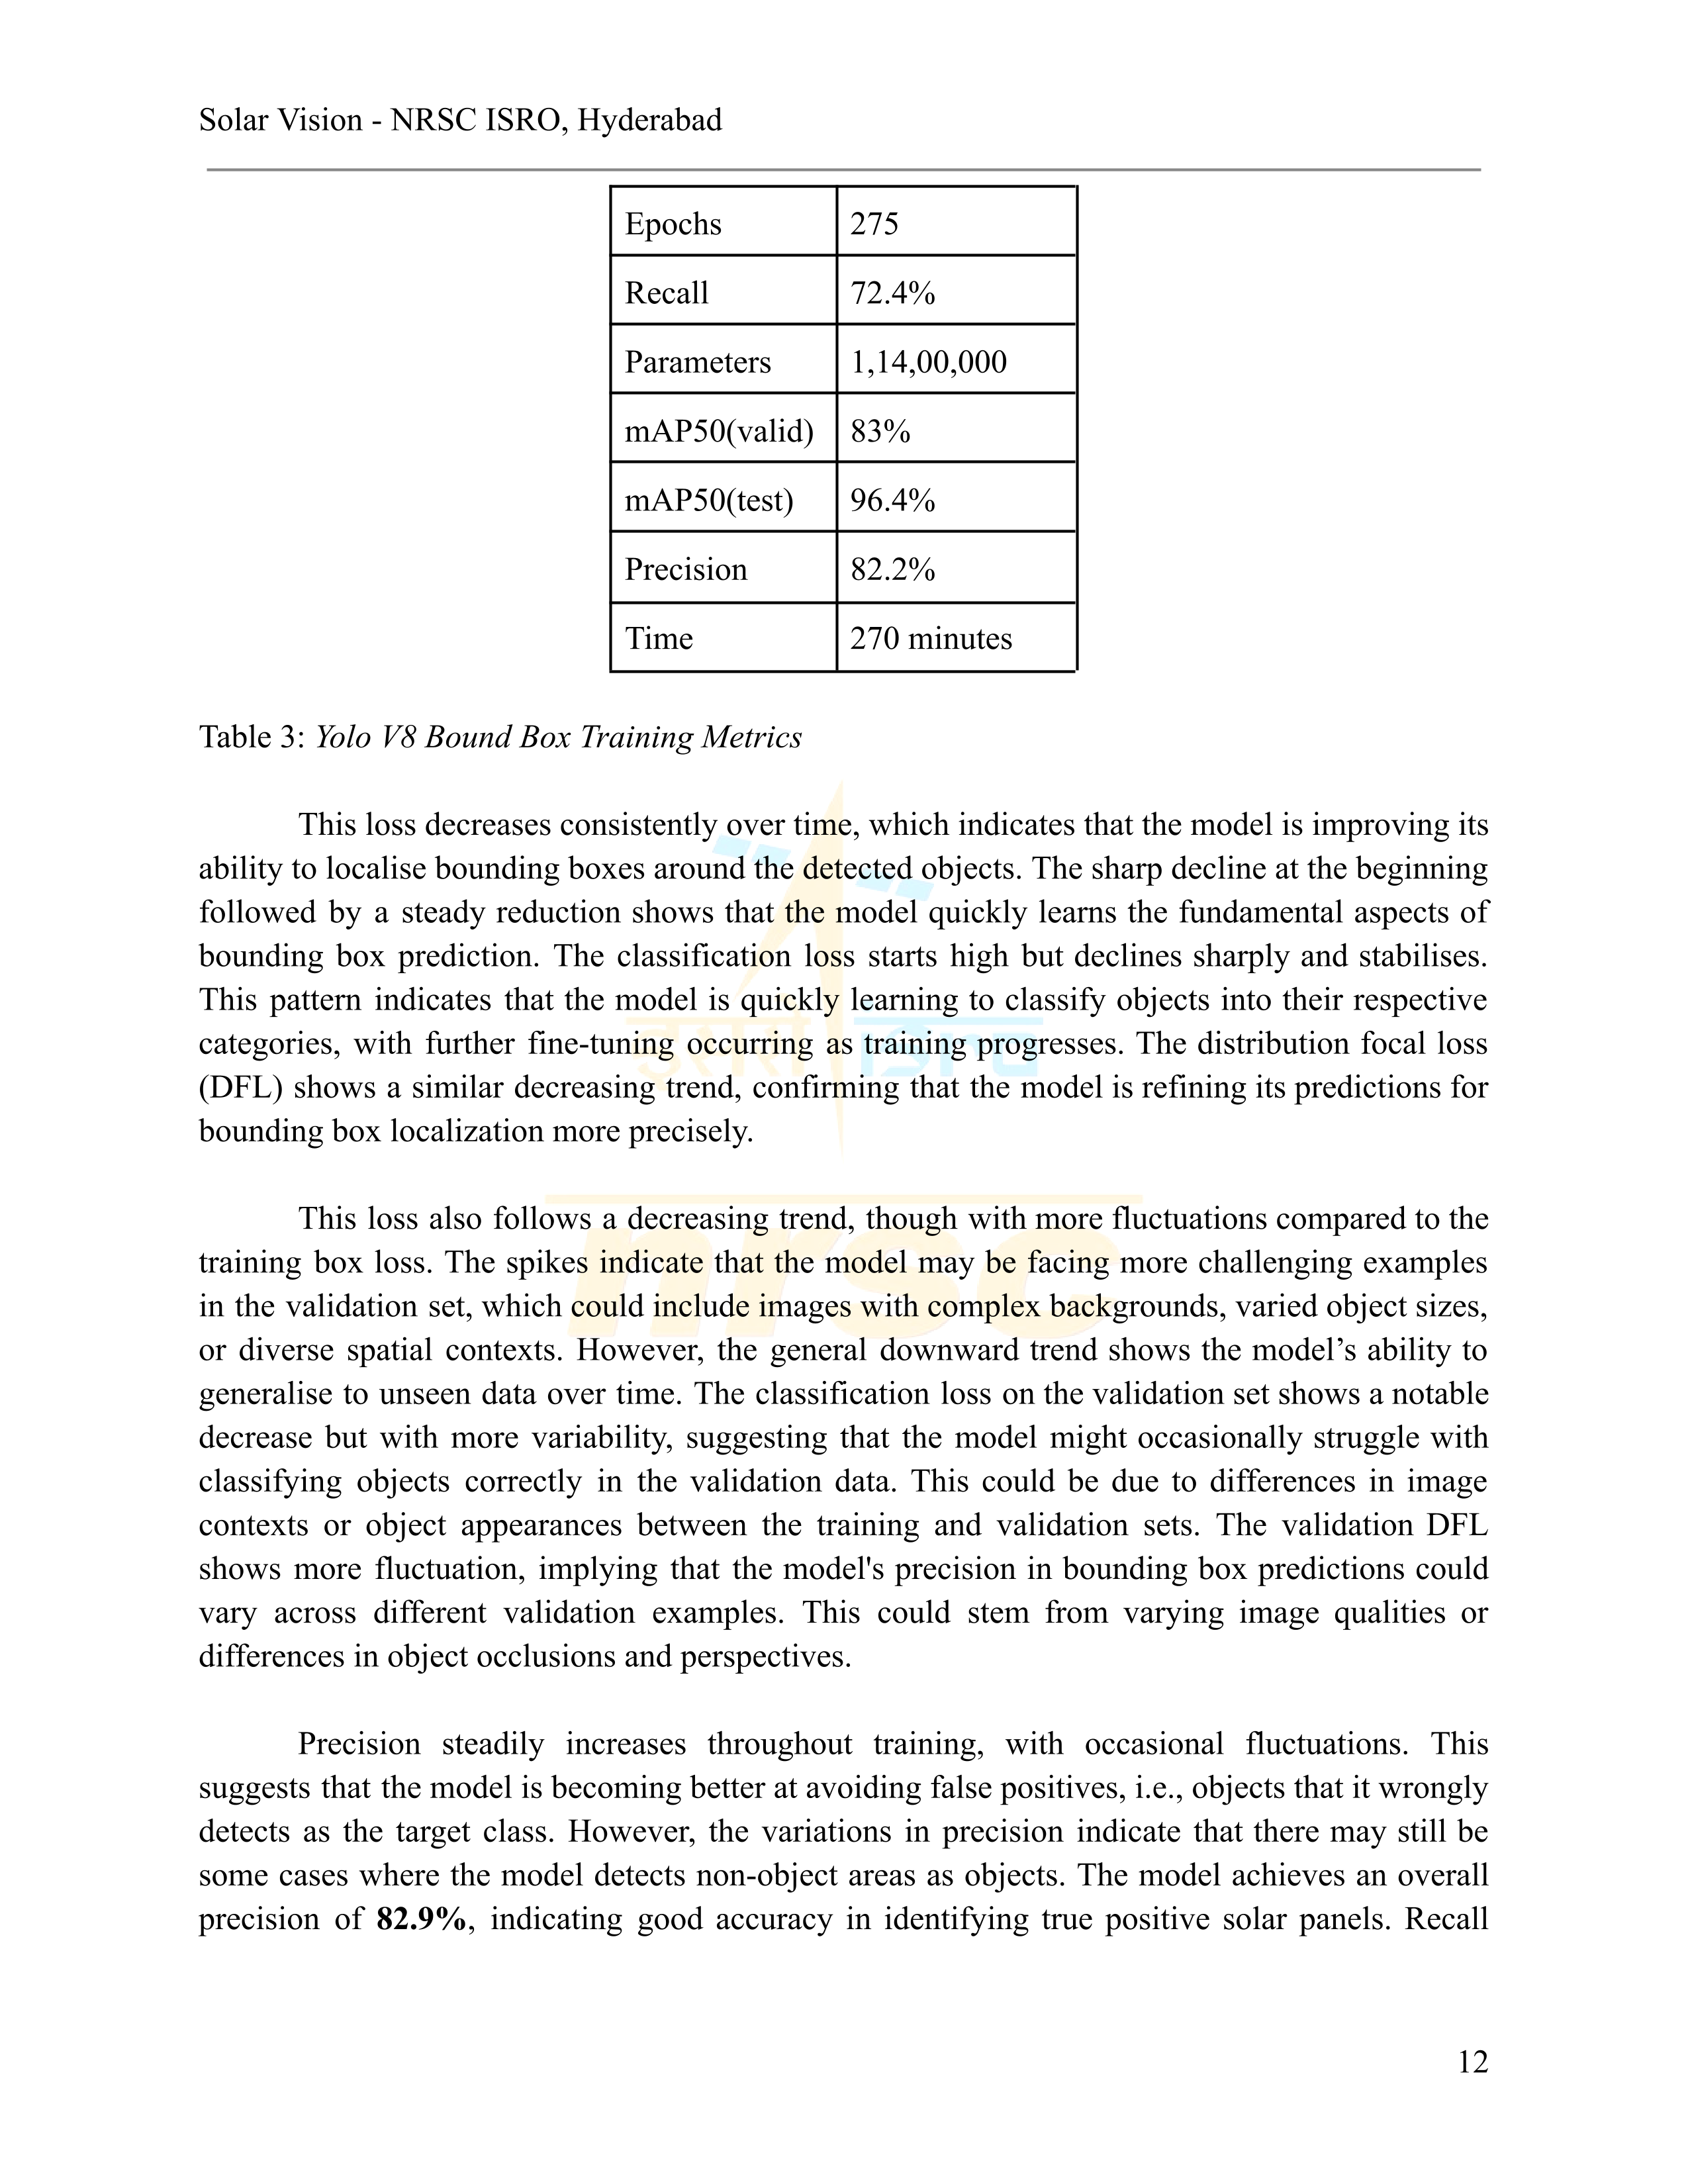 Solar Vision - NRSC ISRO, Hyderabad
Epochs 275
Recall 72.4%
Parameters 1,14,00,000
mAP50(valid) 83%
mAP50(test) 96.4%
Precision 82.2%
Time 270 minutes
Table 3: Yolo V8 Bound Box Training Metrics
This loss decreases consistently over time, which indicates that the model is improving its
ability to localise bounding boxes around the detected objects. The sharp decline at the beginning
followed by a steady reduction shows that the model quickly learns the fundamental aspects of
bounding box prediction. The classification loss starts high but declines sharply and stabilises.
This pattern indicates that the model is quickly learning to classify objects into their respective
categories, with further fine-tuning occurring as training progresses. The distribution focal loss
(DFL) shows a similar decreasing trend, confirming that the model is refining its predictions for
bounding box localization more precisely.
इसरो isro
nrsc
This loss also follows a decreasing trend, though with more fluctuations compared to the
training box loss. The spikes indicate that the model may be facing more challenging examples
in the validation set, which could include images with complex backgrounds, varied object sizes,
or diverse spatial contexts. However, the general downward trend shows the model’s ability to
generalise to unseen data over time. The classification loss on the validation set shows a notable
decrease but with more variability, suggesting that the model might occasionally struggle with
classifying objects correctly in the validation data. This could be due to differences in image
contexts or object appearances between the training and validation sets. The validation DFL
shows more fluctuation, implying that the model's precision in bounding box predictions could
vary across different validation examples. This could stem from varying image qualities or
differences in object occlusions and perspectives.
Precision steadily increases throughout training, with occasional fluctuations. This
suggests that the model is becoming better at avoiding false positives, i.e., objects that it wrongly
detects as the target class. However, the variations in precision indicate that there may still be
some cases where the model detects non-object areas as objects. The model achieves an overall
precision of 82.9%, indicating good accuracy in identifying true positive solar panels. Recall
12